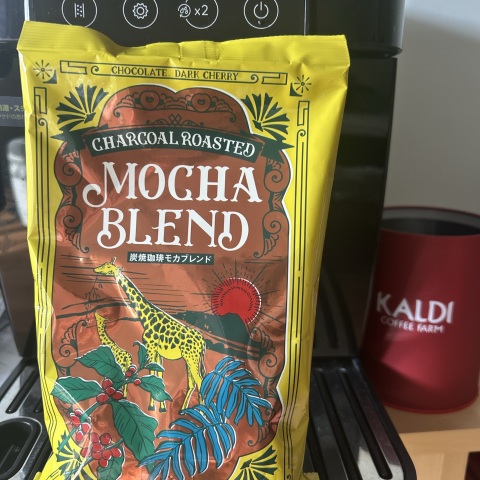 x2
CHOCOLATE DARK CHERRY
CHARCOAL ROASTED
MOCHA
BLEND
炭焼珈琲モカブレンド
KALDI
COFFEE FARM